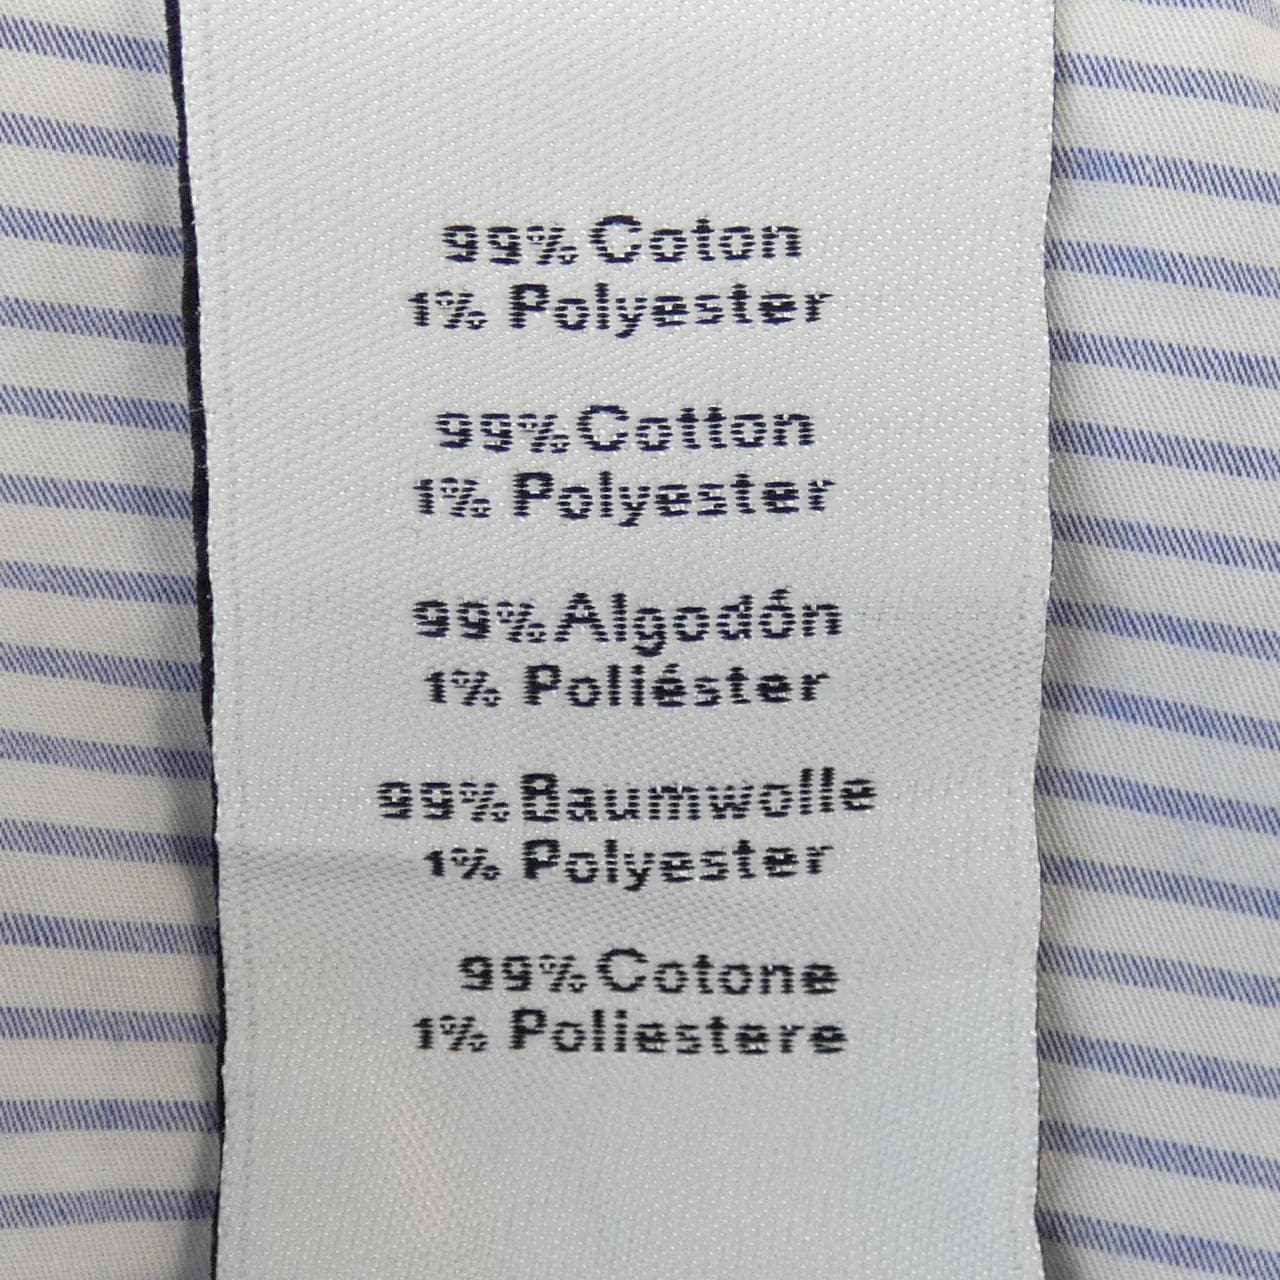 99% Coton
1% Polyester
99% Cotton
1% Polyester
99% Algodón
1% Poliéster
99% Baumwolle
1% Polyester
99% Cotone
1% Poliestere